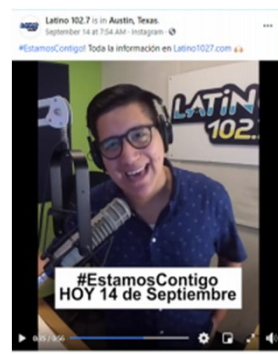 Latino 102.7 is in Austin, Texas.
September 14 at 7:54 AM · Instagram ·
#EstamosContigo! Toda la información en Latino1027.com
LATINO
102.
#EstamosContigo
HOY 14 de Septiembre